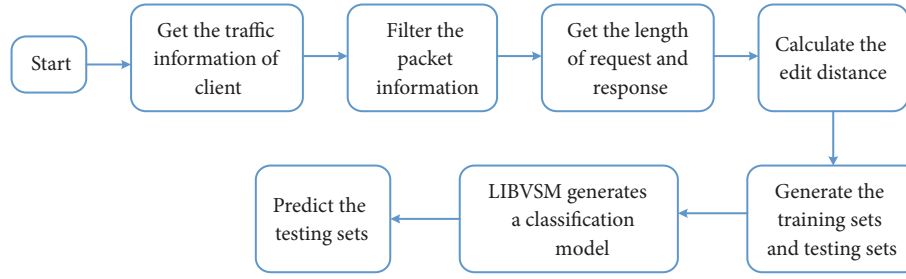 Start
Get the traffic
information of
client
Filter the
packet
information
Get the length
of request and
response
Calculate the
edit distance
Generate the
training sets
and testing sets
LIBVSM generates
a classification
model
Predict the
testing sets